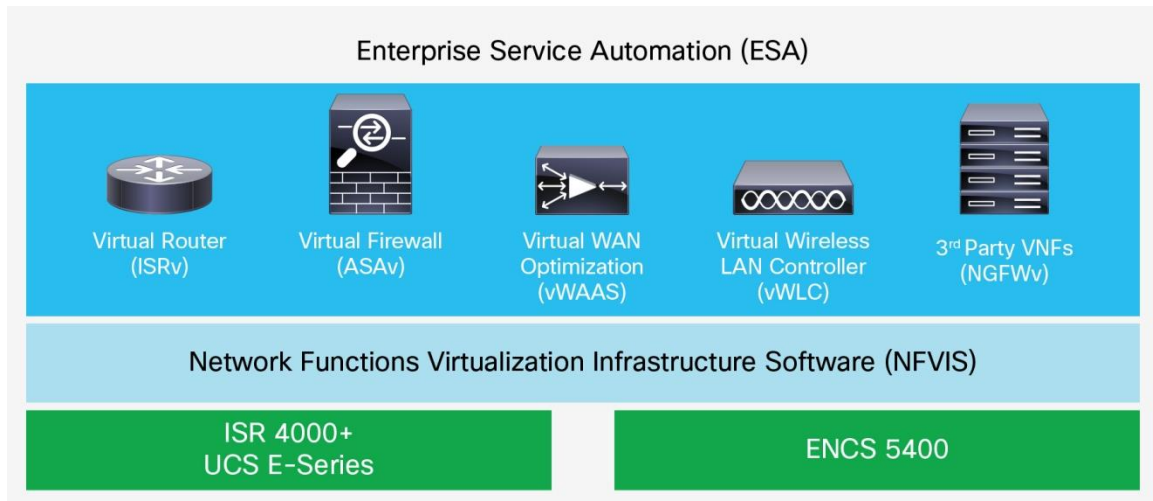 Enterprise Service Automation (ESA)
Virtual Router
(ISRv)
Virtual Firewall
(ASAv)
Virtual WAN
Optimization
(vWAAS)
Virtual Wireless
LAN Controller
(vWLC)
3rd Party VNFs
(NGFWv)
Network Functions Virtualization Infrastructure Software (NFVIS)
ISR 4000+
UCS E-Series
ENCS 5400